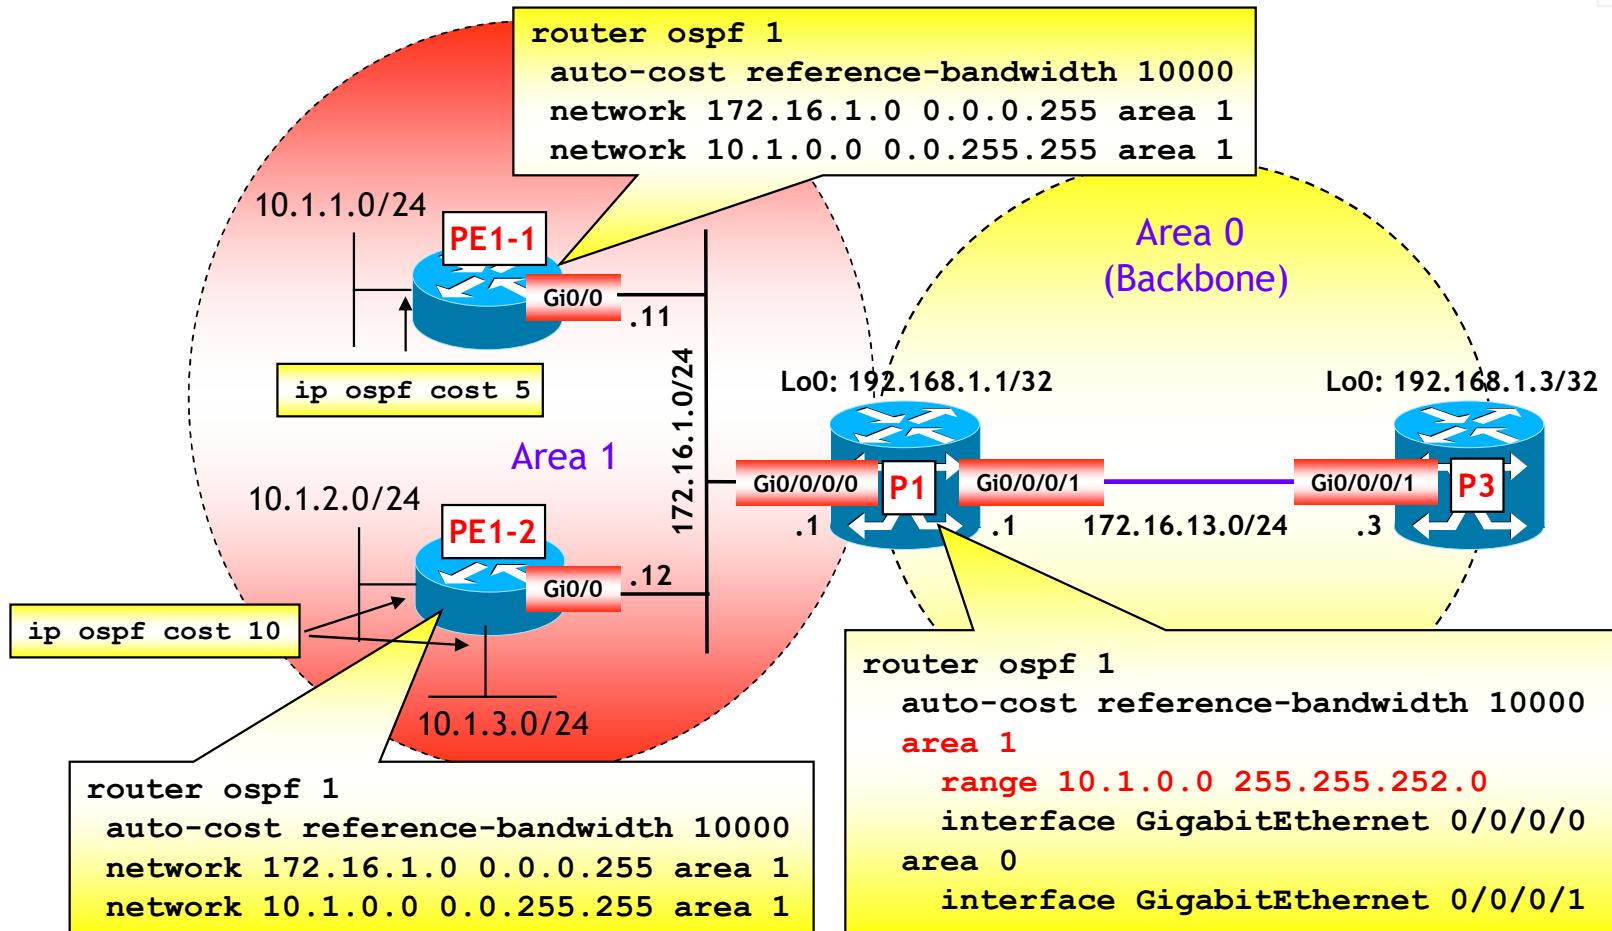 router ospf 1
auto-cost reference-bandwidth 10000
network 172.16.1.0 0.0.0.255 area 1
network 10.1.0.0 0.0.255.255 area 1
10.1.1.0/24
PE1-1
Gi0/0
.11
ip ospf cost 5
Area 1
172.16.1.0/24
10.1.2.0/24
PE1-2
Gi0/0
.12
ip ospf cost 10
10.1.3.0/24
router ospf 1
auto-cost reference-bandwidth 10000
network 172.16.1.0 0.0.0.255 area 1
network 10.1.0.0 0.0.255.255 area 1
Area 0
(Backbone)
Lo0: 192.168.1.1/32
Lo0: 192.168.1.3/32
Gi0/0/0/0
P1
Gi0/0/0/1
Gi0/0/0/1
P3
.1
.1
172.16.13.0/24
.3
router ospf 1
auto-cost reference-bandwidth 10000
area 1
range 10.1.0.0 255.255.252.0
interface GigabitEthernet 0/0/0/0
area 0
interface GigabitEthernet 0/0/0/1